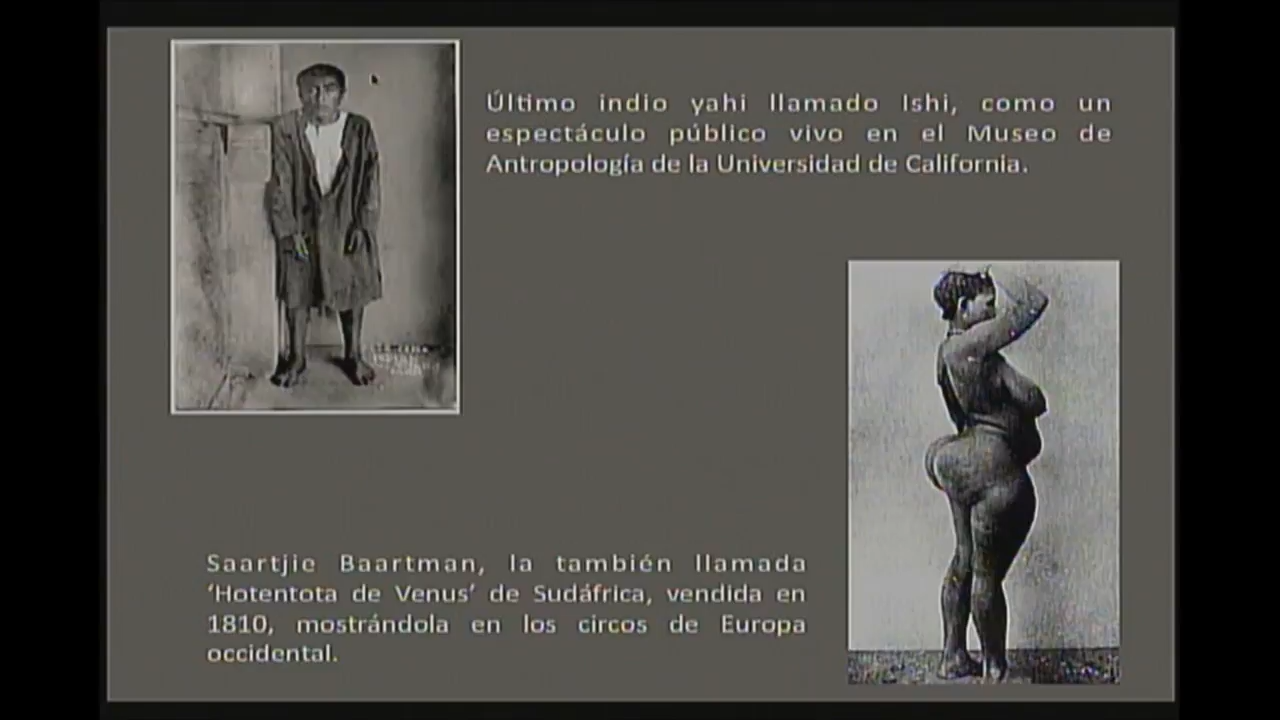 Último indio yahi llamado Ishi, como un
espectáculo público vivo en el Museo de
Antropología de la Universidad de California.
Saartjie Baartman, la también llamada
‘Hotentota de Venus’ de Sudáfrica, vendida en
1810, mostrándola en los circos de Europa
occidental.